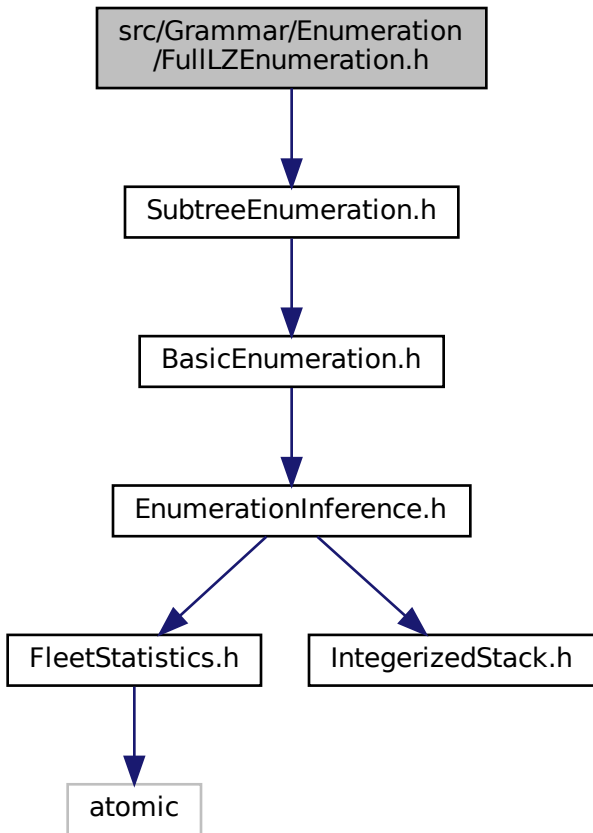 src/Grammar/Enumeration
/FullLZEnumeration.h
SubtreeEnumeration.h
BasicEnumeration.h
EnumerationInference.h
FleetStatistics.h
IntegerizedStack.h
atomic